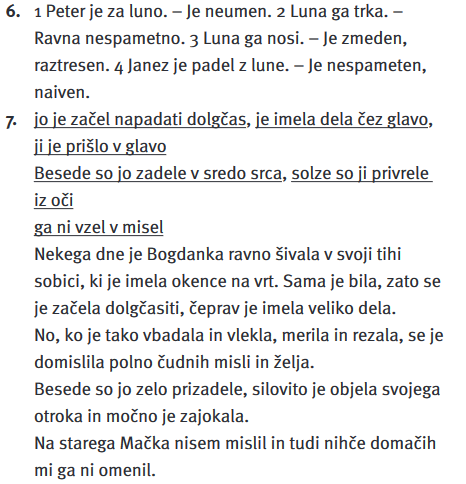 6. 1 Peter je za luno. – Je neumen. 2 Luna ga trka. –
Ravna nespametno. 3 Luna ga nosi. – Je zmeden,
raztresen. 4 Janez je padel z lune. – Je nespameten,
naiven.
7. jo je začel napadati dolgčas, je imela dela čez glavo,
ji je prišlo v glavo
Besede so jo zadele v sredo srca, solze so ji privrele
iz oči
ga ni vzel v misel
Nekega dne je Bogdanka ravno šivala v svoji tihi
sobici, ki je imela okence na vrt. Sama je bila, zato se
je začela dolgčasiti, čeprav je imela veliko dela.
No, ko je tako vbadala in vlekla, merila in rezala, se je
domislila polno čudnih misli in želja.
Besede so jo zelo prizadele, silovito je objela svojega
otroka in močno je zajokala.
Na starega Mačka nisem mislil in tudi nihče domačih
mi ga ni omenil.